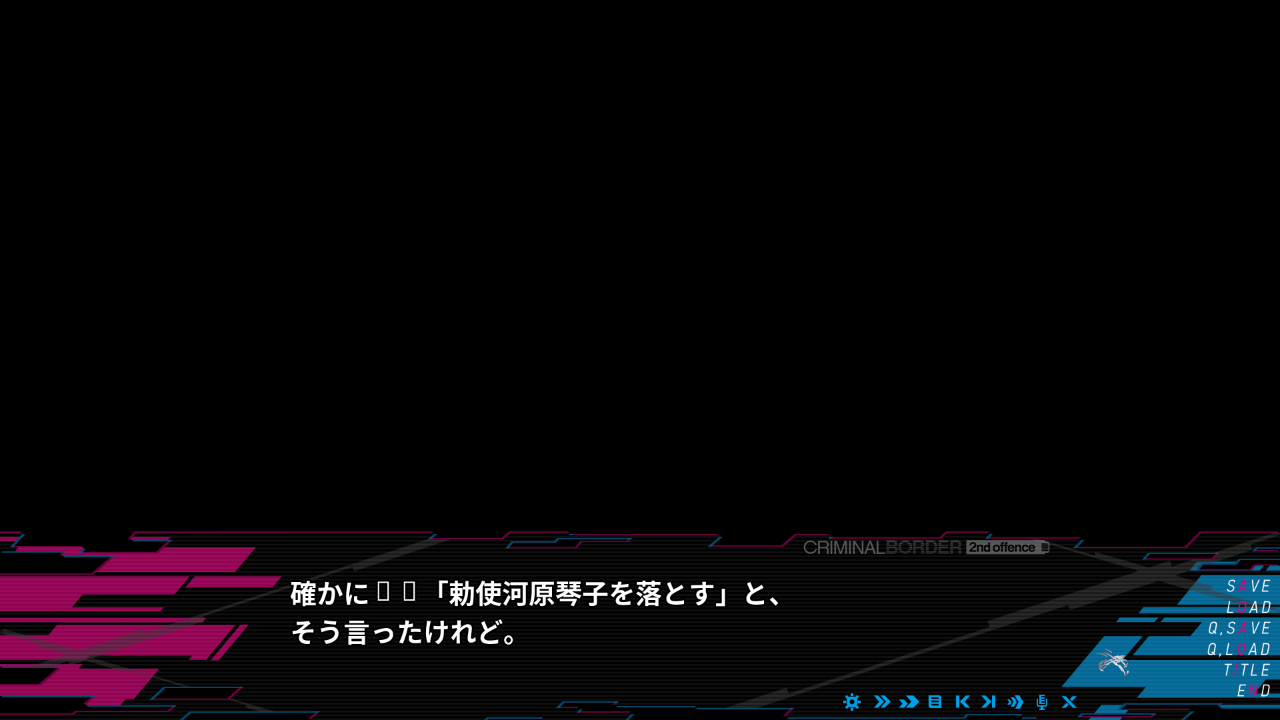 CRIMINALBORDER 2nd offence
確かに「勅使河原琴子を落とす」と、
そう言ったけれど。
SAVE
LOAD
Q,SAVE
Q,LOAD
TITLE
END